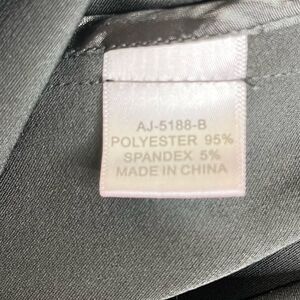 AJ-5188-B
POLYESTER 95%
SPANDEX 5%
MADE IN CHINA